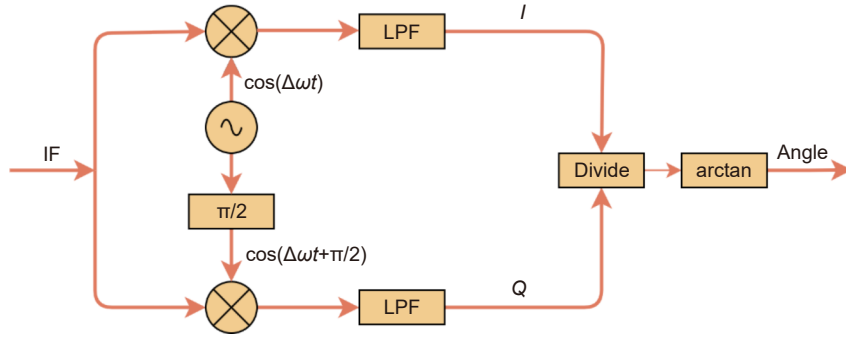 I
LPF
cos(Δωt)
IF
Divide
arctan
Angle
π/2
cos(Δωt+π/2)
Q
LPF